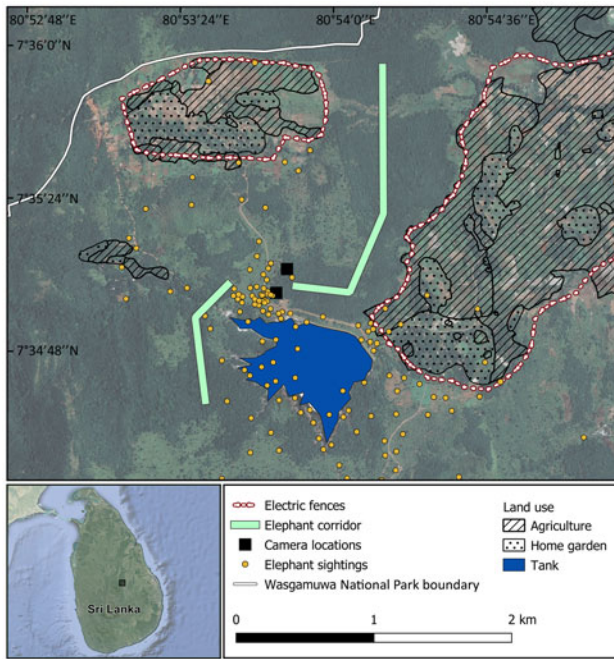 80°52'48''E
80°53'24''E
80°54'0''E
80°54'36''E
7°36'0''N
7°35'24''N
7°34'48''N
Sri Lanka
Electric fences
Elephant corridor
Camera locations
Elephant sightings
Wasgamuwa National Park boundary
Land use
Agriculture
Home garden
Tank
0 1 2 km